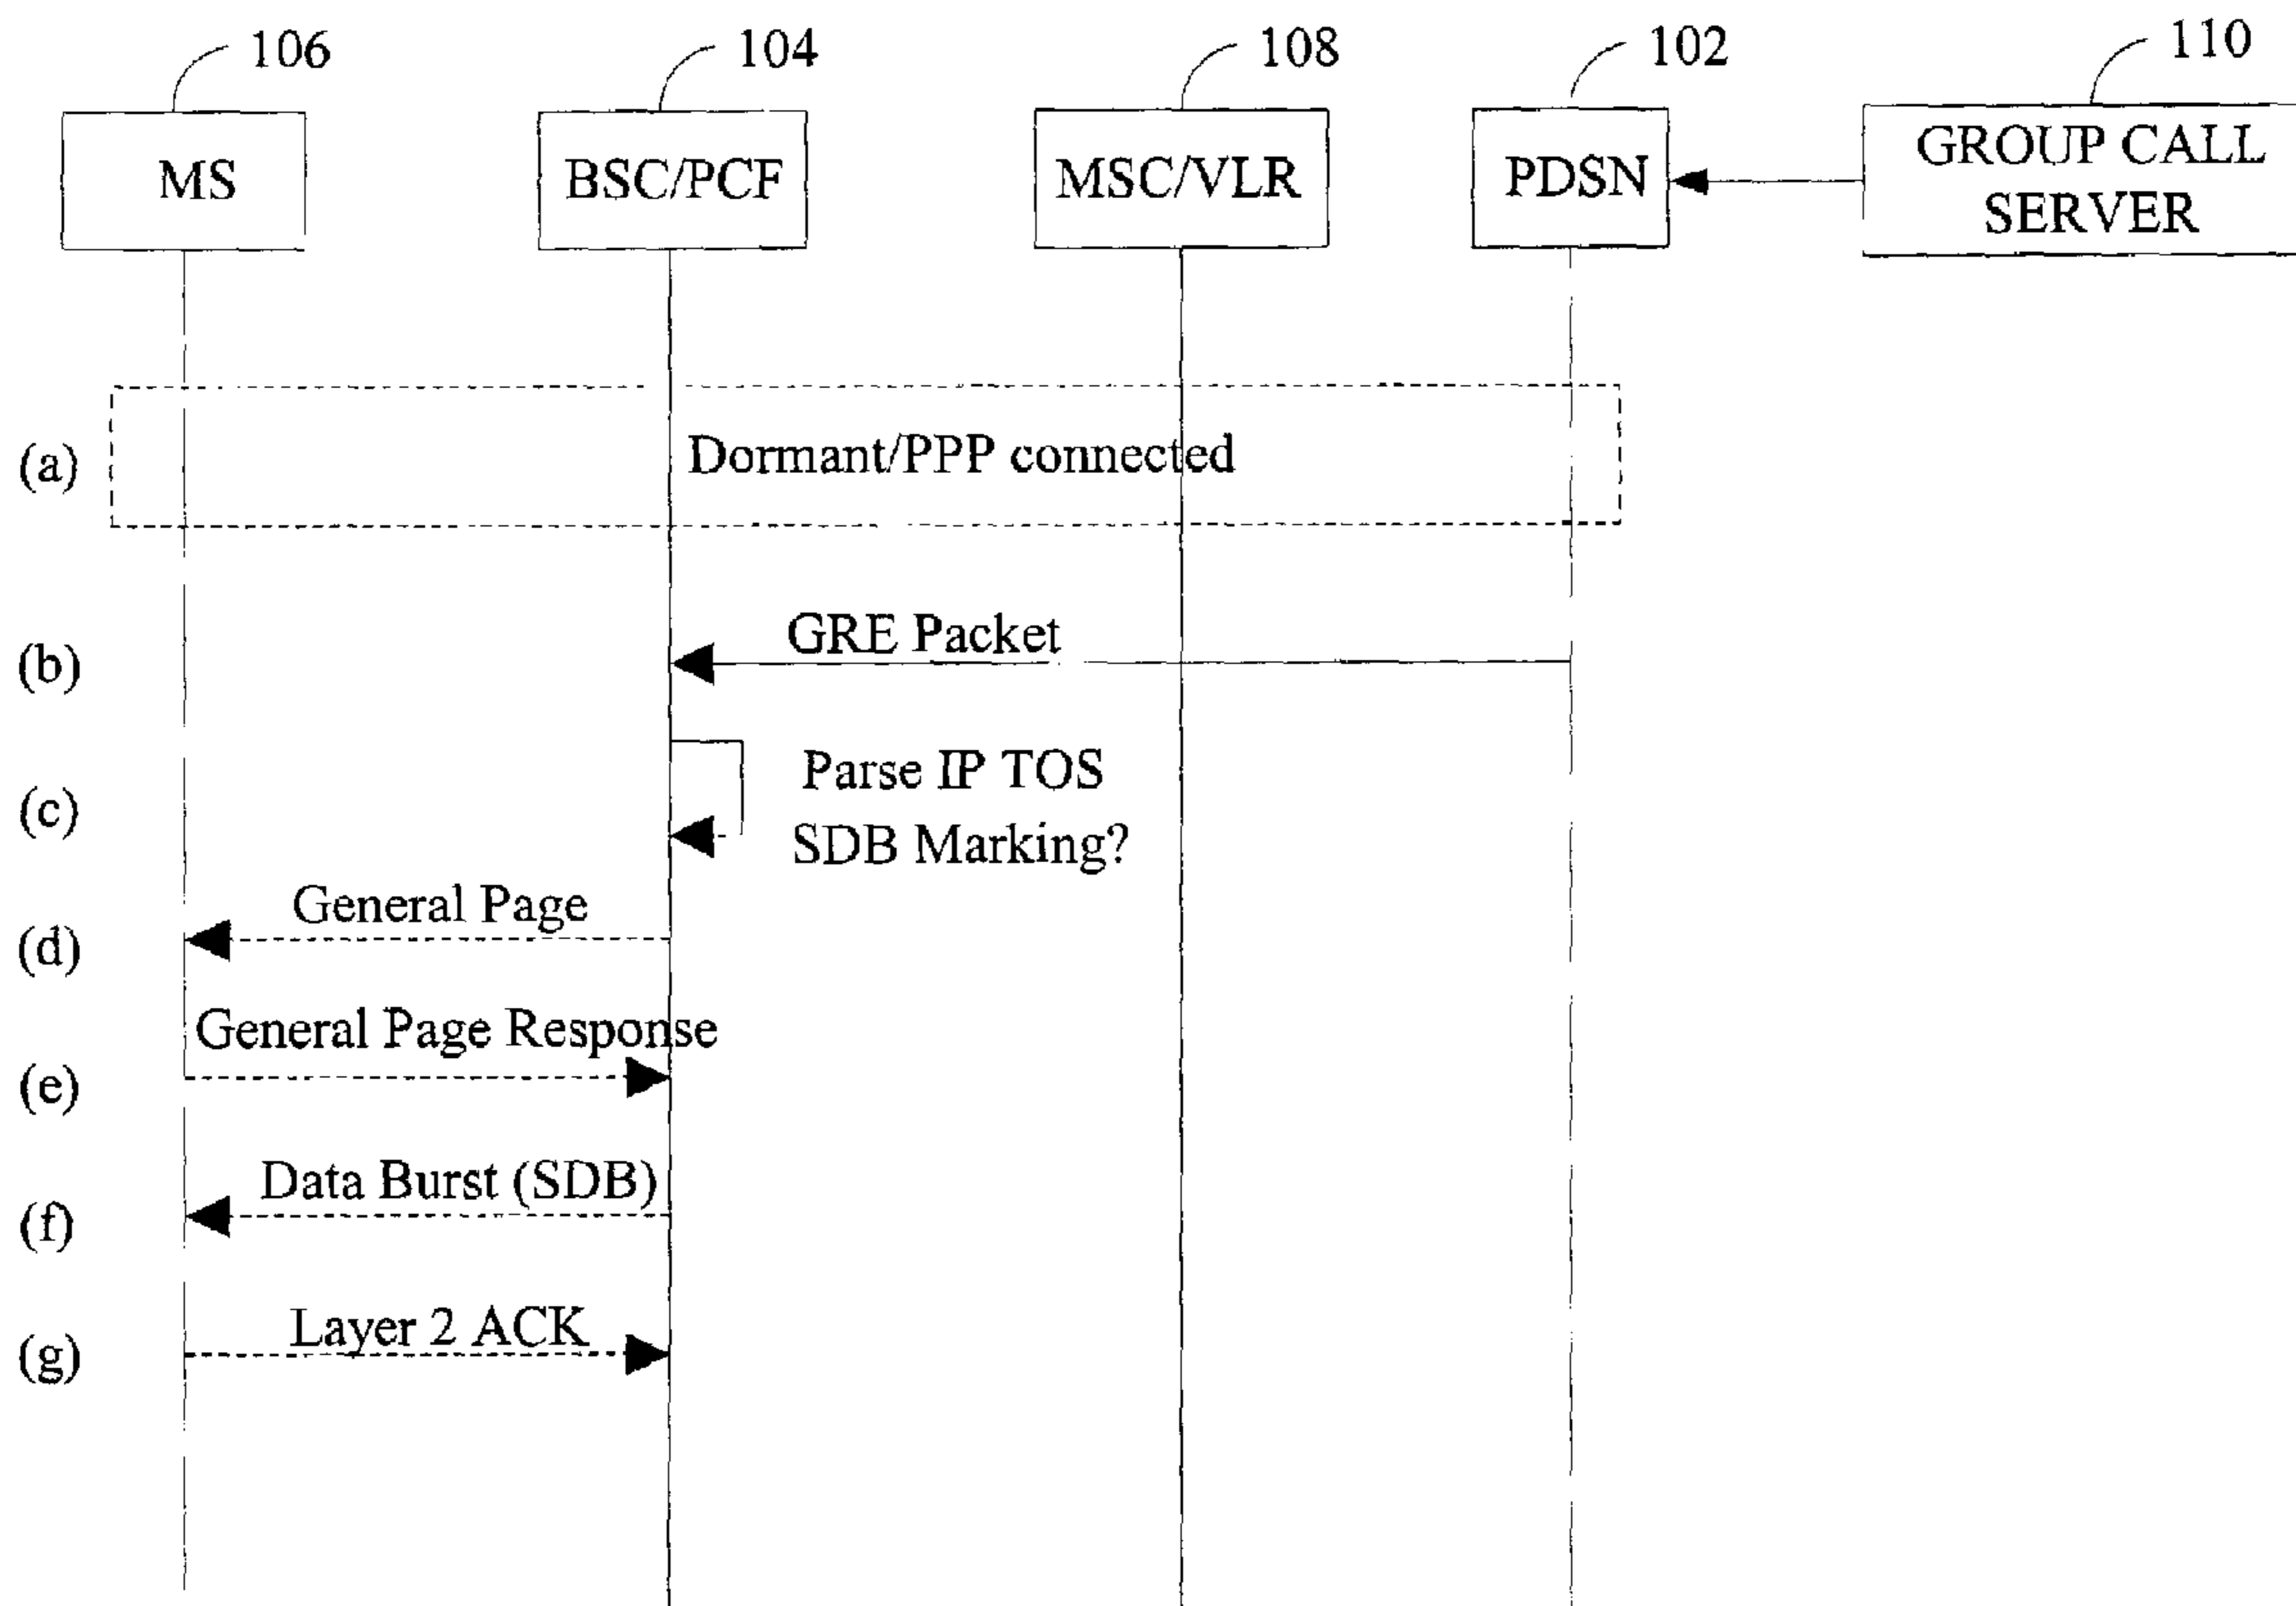 106
104
108
102
110
MS
BSC/PCF
MSC/VLR
PDSN
GROUP CALL
SERVER
(a)
Dormant/PPP connected
(b)
GRE Packet
(c)
Parse IP TOS
SDB Marking?
(d)
General Page
(e)
General Page Response
(f)
Data Burst (SDB)
(g)
Layer 2 ACK